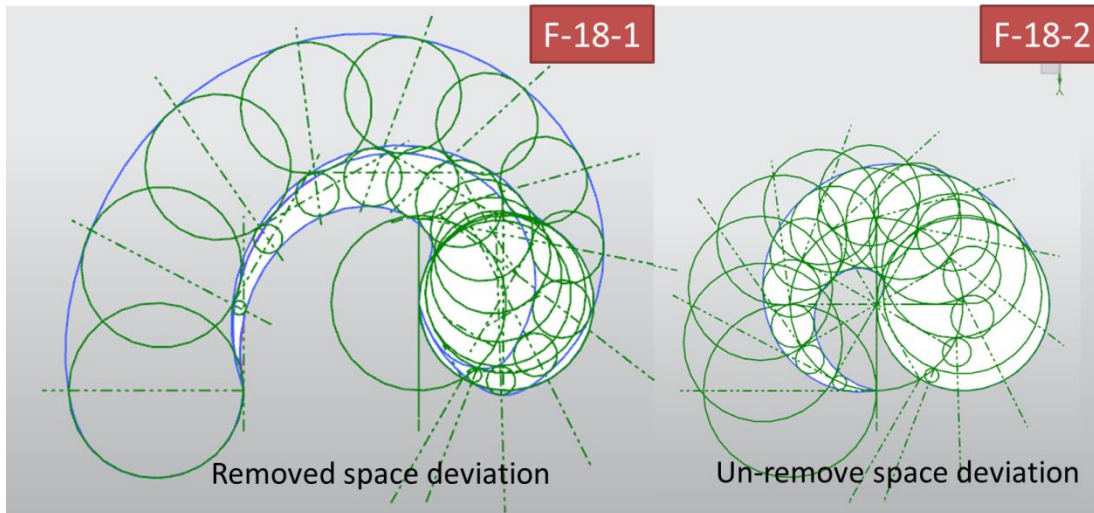 F-18-1
F-18-2
Y
Removed space deviation
Un-remove space deviation